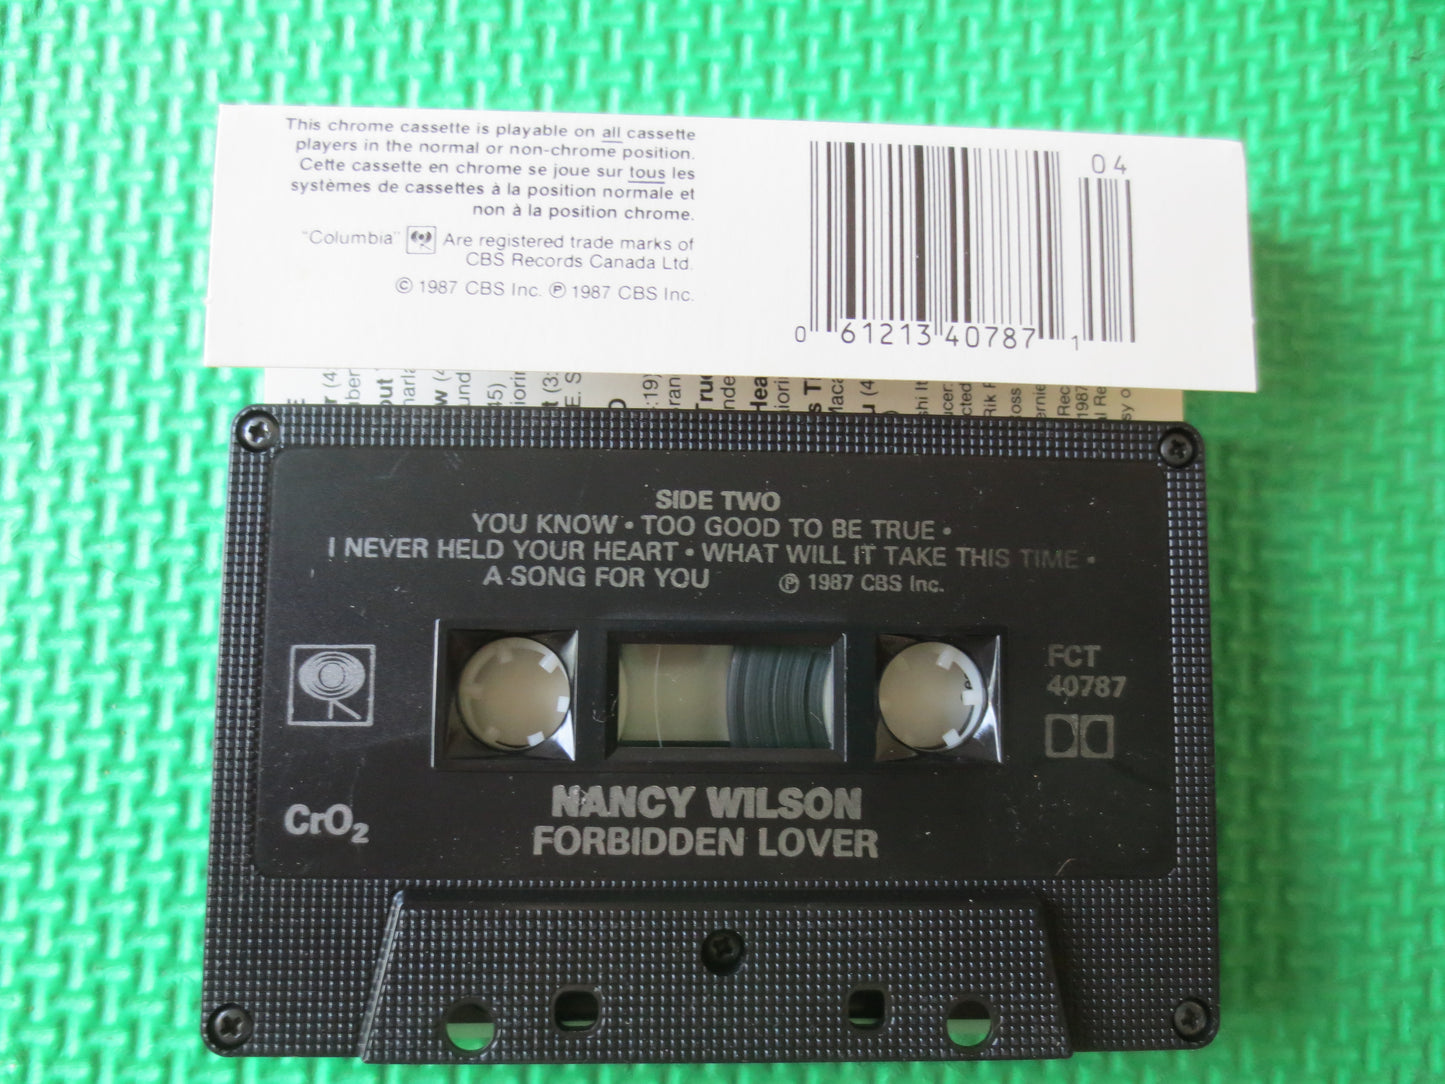 This chrome cassette is playable on all cassette
players in the normal or non-chrome position.
Cette cassette en chrome se joue sur tous les
systèmes de cassettes à la position normale et
non à la position chrome.
"Columbia" Are registered trade marks of
CBS Records Canada Ltd.
© 1987 CBS Inc. ℗ 1987 CBS Inc.
04
0 61213 40787 1
SIDE TWO
YOU KNOW • TOO GOOD TO BE TRUE •
I NEVER HELD YOUR HEART • WHAT WILL IT TAKE THIS TIME •
A SONG FOR YOU ℗ 1987 CBS Inc.
FCT
40787
CrO2
NANCY WILSON
FORBIDDEN LOVER